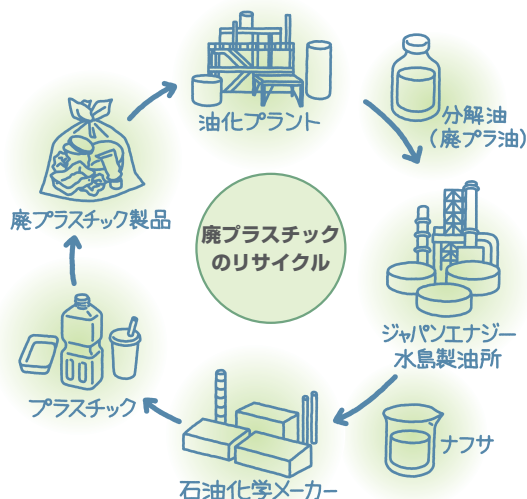 油化プラント
分解油
(廃プラ油)
廃プラスチック製品
廃プラスチック
のリサイクル
ジャパンエナジー
水島製油所
プラスチック
ナフサ
石油化学メーカー